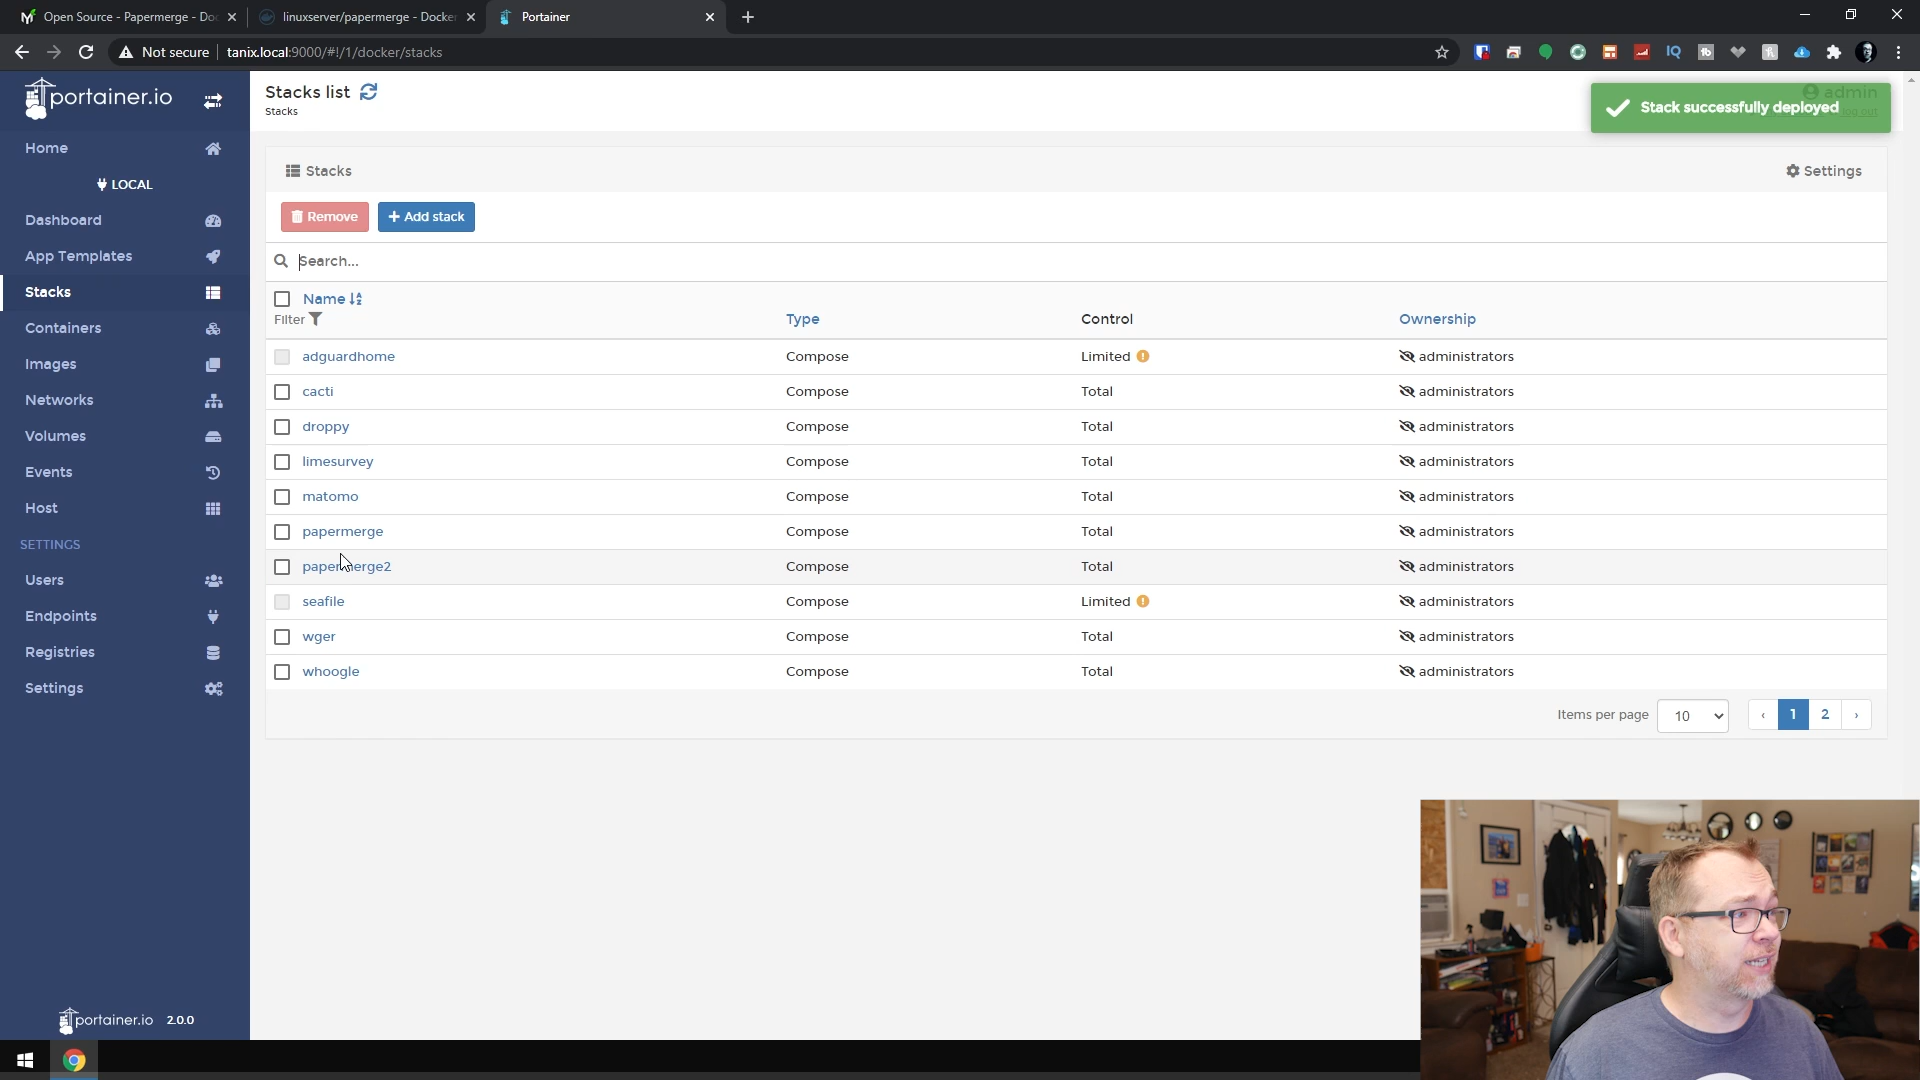 Open Source - Papermerge - Do
linuxserver/papermerge - Docker
Portainer
Not secure
tanix.local:9000/#!/1/docker/stacks
portainer.io
Home
LOCAL
Dashboard
App Templates
Stacks
Containers
Images
Networks
Volumes
Events
Host
SETTINGS
Users
Endpoints
Registries
Settings
portainer.io 2.0.0
Stacks list
Stacks
admin
log out
Stack successfully deployed
Stacks
Settings
Remove
+ Add stack
Search...
Name
Filter
Type
Control
Ownership
adguardhome Compose Limited administrators
cacti Compose Total administrators
droppy Compose Total administrators
limesurvey Compose Total administrators
matomo Compose Total administrators
papermerge Compose Total administrators
papermerge2 Compose Total administrators
seafile Compose Limited administrators
wger Compose Total administrators
whoogle Compose Total administrators
Items per page 10 ‹ 1 2 ›